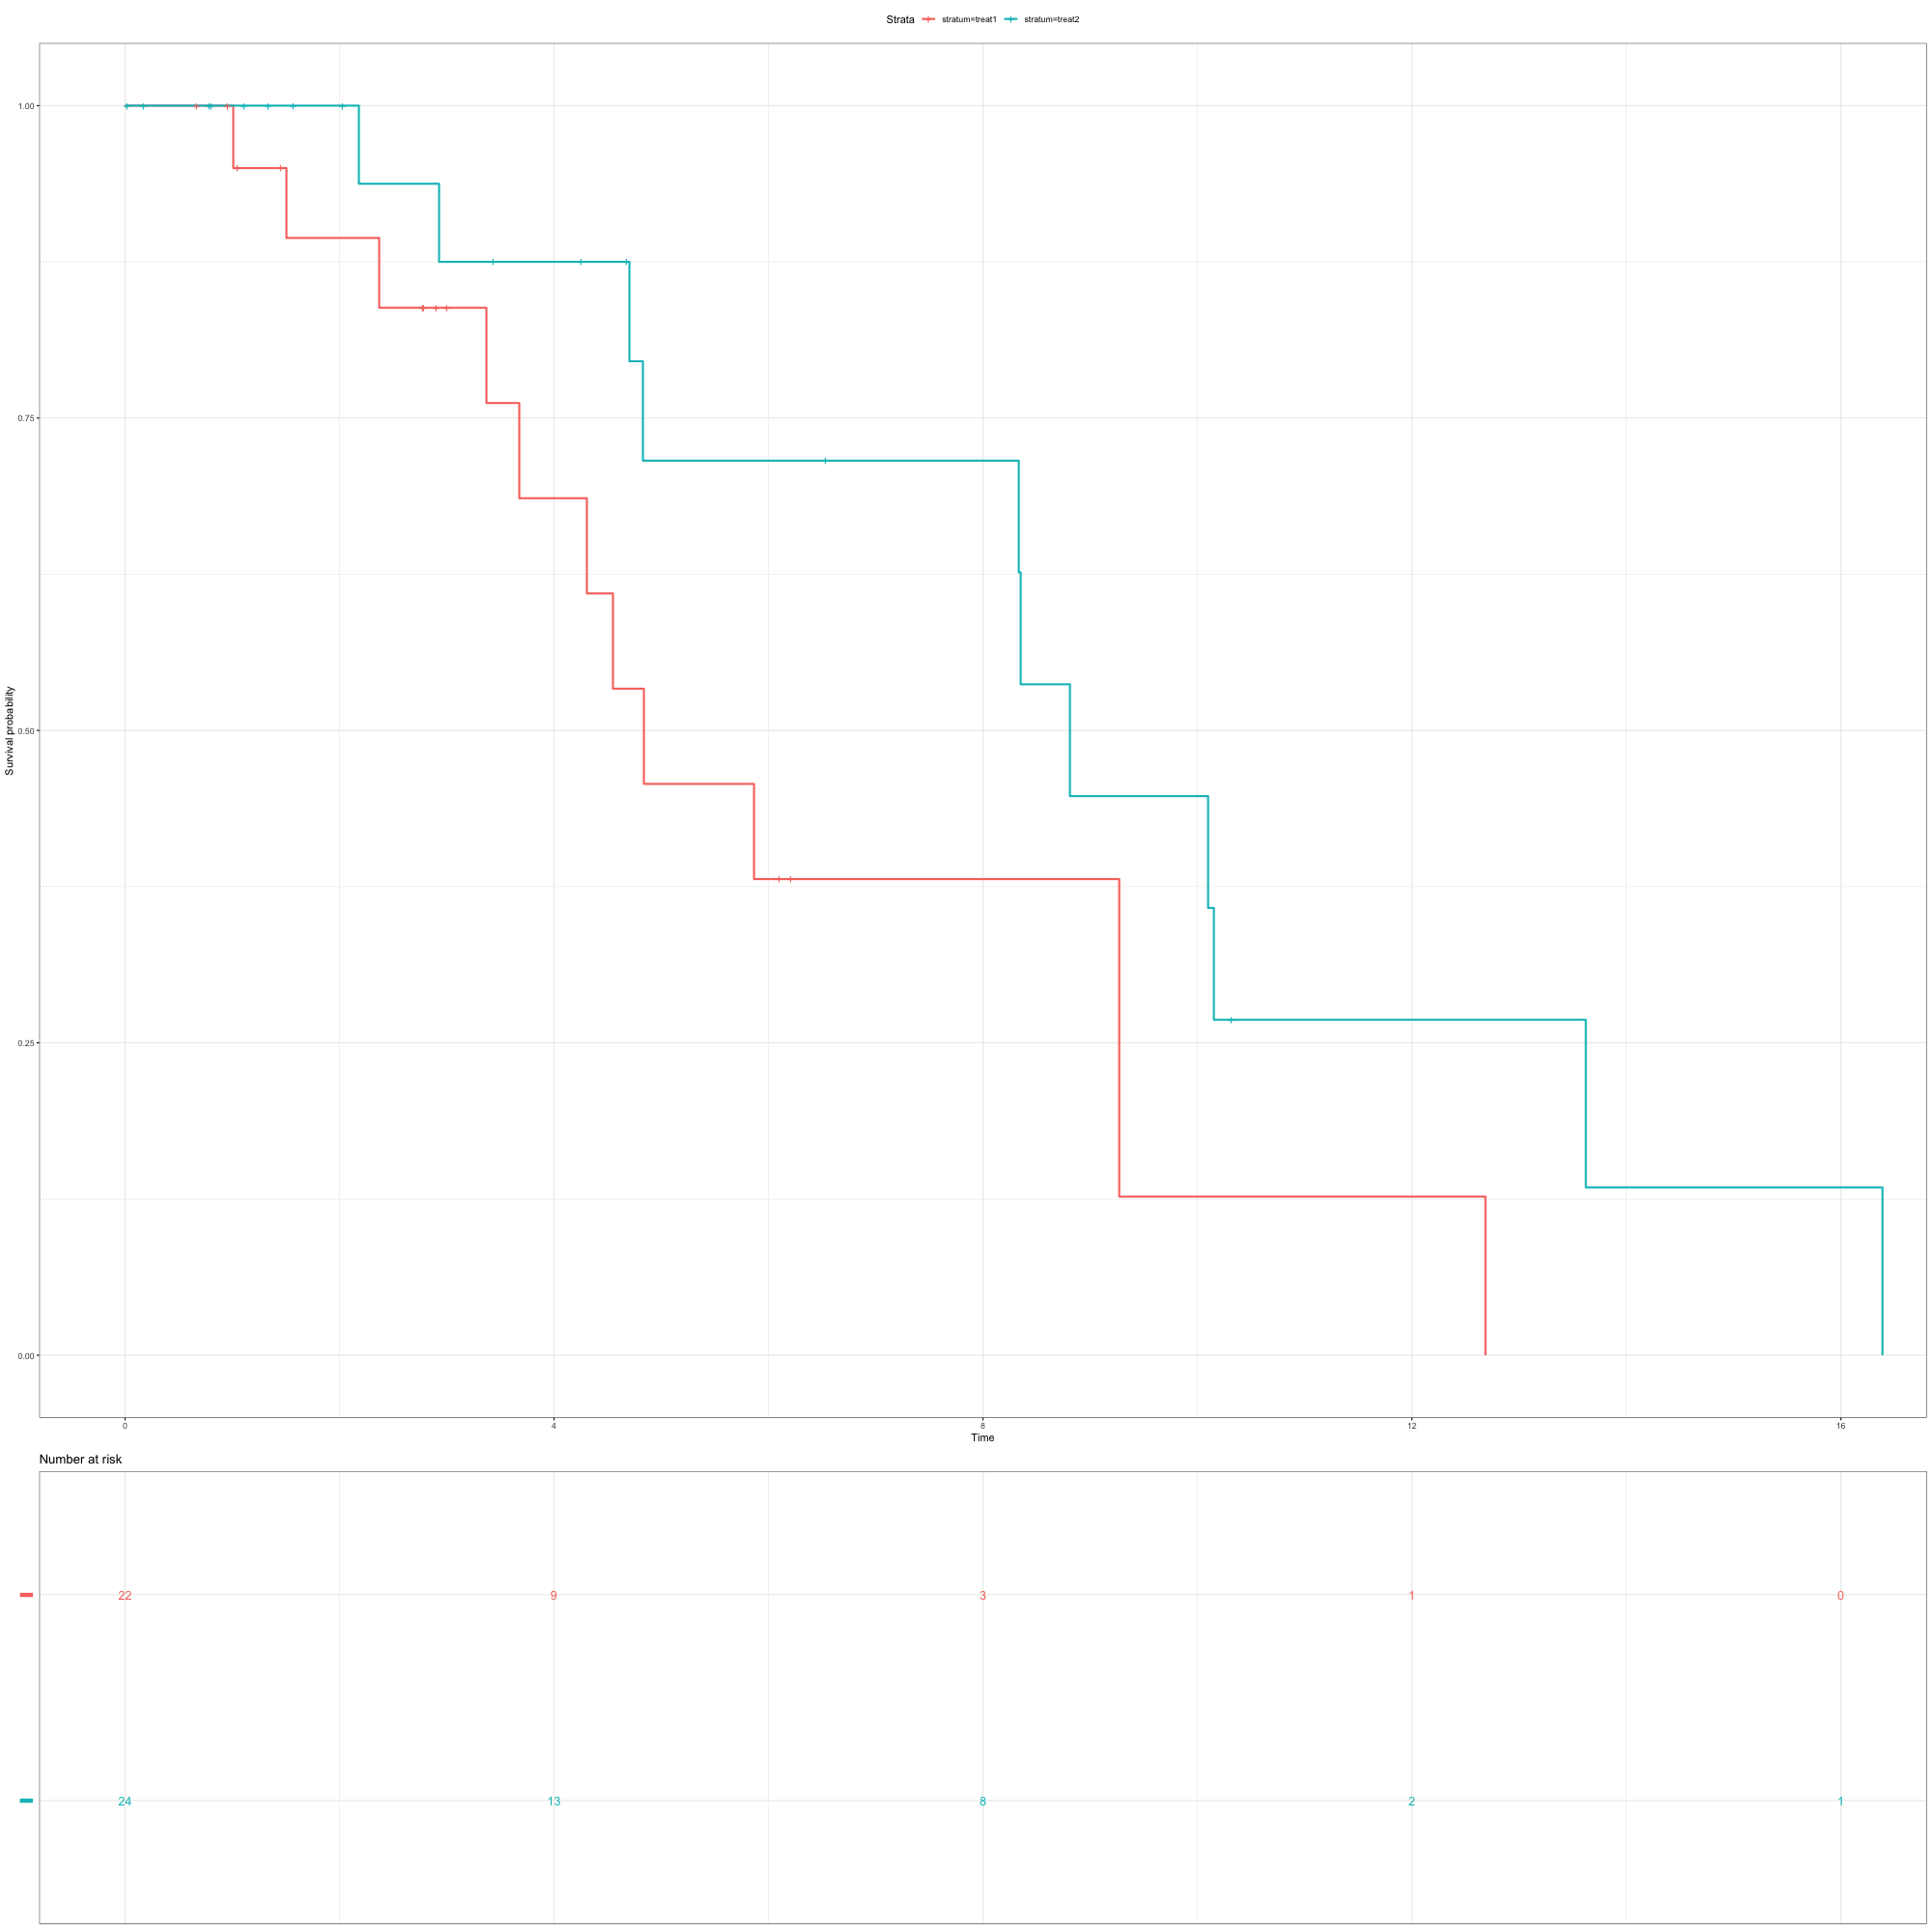 Strata stratum=treat1 stratum=treat2
1.00
0.75
0.50
0.25
0.00
Survival probability
0 4 8 12 16
Time
Number at risk
22 9 3 1 0
24 13 8 2 1